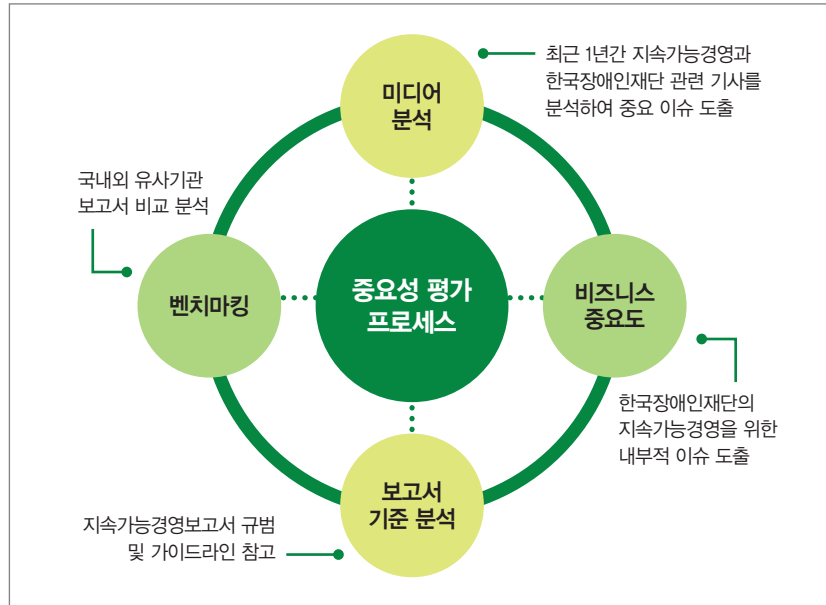 미디어
분석
최근 1년간 지속가능경영과
한국장애인재단 관련 기사를
분석하여 중요 이슈 도출
국내외 유사기관
보고서 비교 분석
벤치마킹
중요성 평가
프로세스
비즈니스
중요도
한국장애인재단의
지속가능경영을 위한
내부적 이슈 도출
보고서
기준 분석
지속가능경영보고서 규범
및 가이드라인 참고